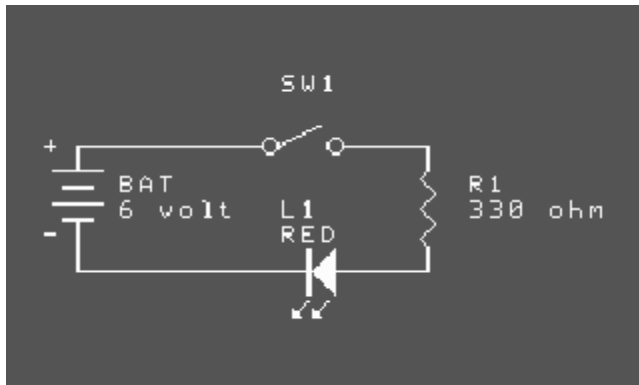 SW1
+
BAT
6 volt
-
L1
RED
R1
330 ohm